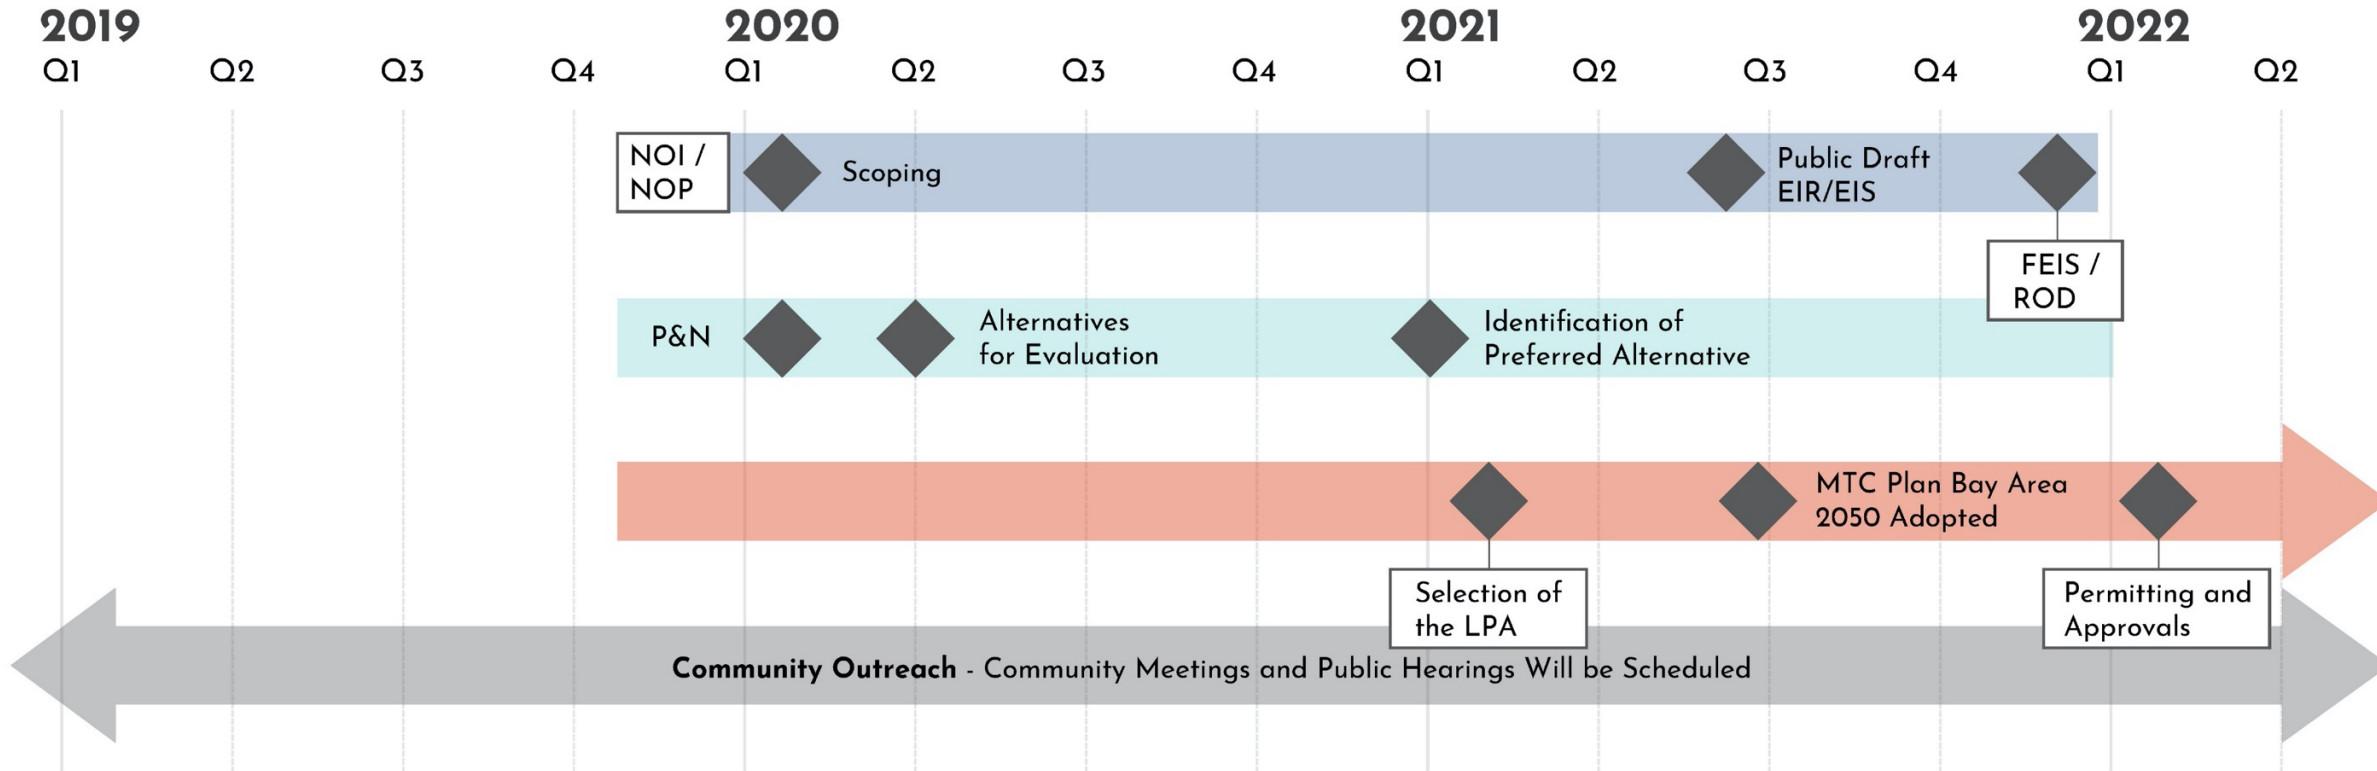 2019 2020 2021 2022
Q1 Q2 Q3 Q4 Q1 Q2 Q3 Q4 Q1 Q2 Q3 Q4 Q1 Q2
NOI /
NOP
Scoping
Public Draft
EIR/EIS
FEIS /
ROD
P&N
Alternatives
for Evaluation
Identification of
Preferred Alternative
MTC Plan Bay Area
2050 Adopted
Selection of
the LPA
Permitting and
Approvals
Community Outreach - Community Meetings and Public Hearings Will be Scheduled